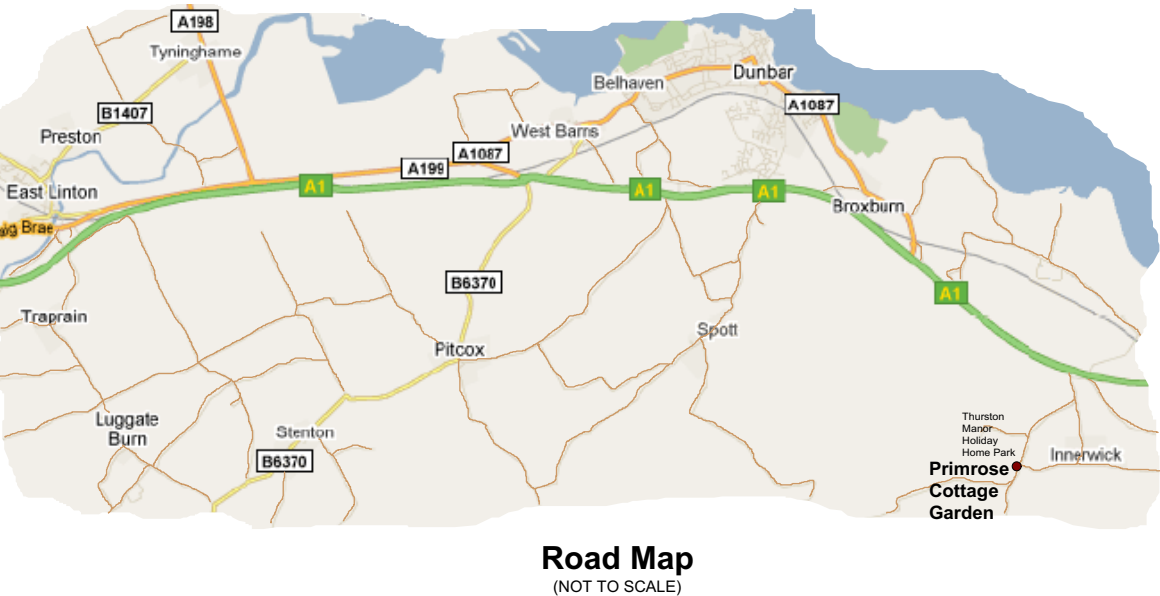 A198
Tyninghame
B1407
Preston
East Linton
aig Brae
A1
A199
A1087
West Barns
Belhaven
Dunbar
A1087
A1
A1
Broxburn
B6370
A1
Traprain
Pitcox
Spott
Luggate
Burn
Stenton
B6370
Thurston
Manor
Holiday
Home Park
Innerwick
Primrose
Cottage
Garden
Road Map
(NOT TO SCALE)